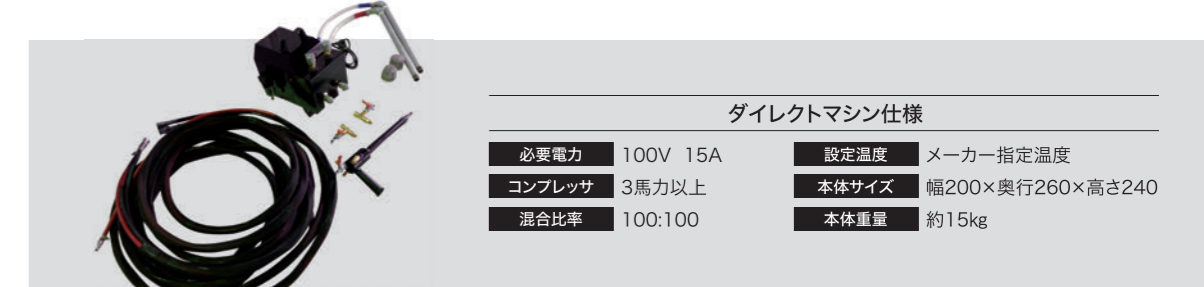 ダイレクトマシン仕様
必要電力 100V 15A
設定温度 メーカー指定温度
コンプレッサ 3馬力以上
本体サイズ 幅200×奥行260×高さ240
混合比率 100:100
本体重量 約15kg